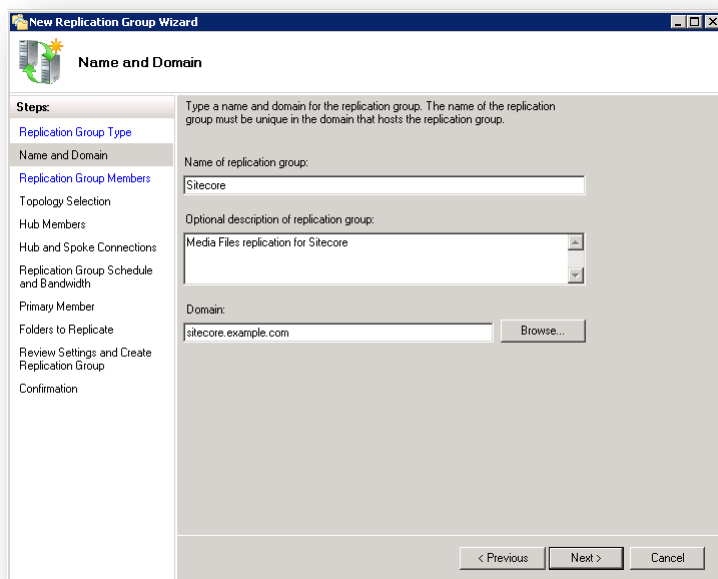 New Replication Group Wizard
Name and Domain
Steps:
Replication Group Type
Name and Domain
Replication Group Members
Topology Selection
Hub Members
Hub and Spoke Connections
Replication Group Schedule
and Bandwidth
Primary Member
Folders to Replicate
Review Settings and Create
Replication Group
Confirmation
Type a name and domain for the replication group. The name of the replication
group must be unique in the domain that hosts the replication group.
Name of replication group:
Sitecore
Optional description of replication group:
Media Files replication for Sitecore
Domain:
sitecore.example.com
Browse...
< Previous
Next >
Cancel